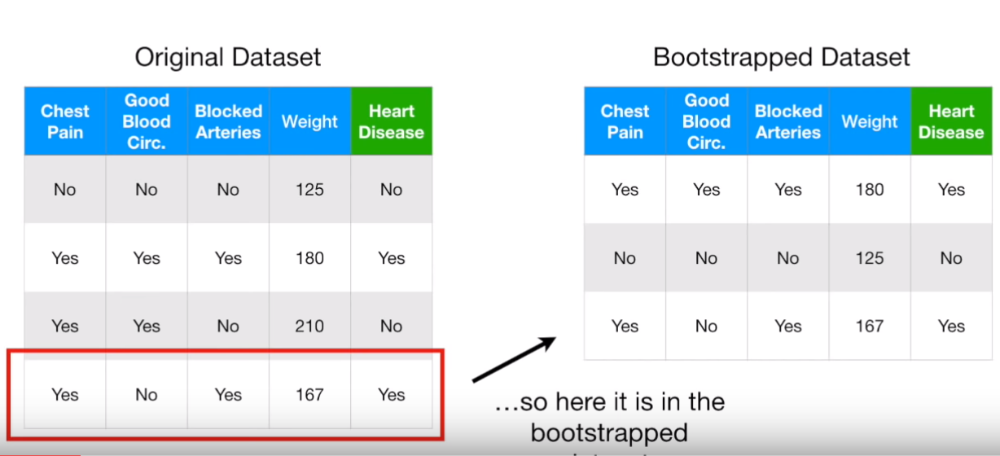 Original Dataset
Chest Pain Good Blood Circ. Blocked Arteries Weight Heart Disease
No No No 125 No
Yes Yes Yes 180 Yes
Yes Yes No 210 No
Yes No Yes 167 Yes
Bootstrapped Dataset
Chest Pain Good Blood Circ. Blocked Arteries Weight Heart Disease
Yes Yes Yes 180 Yes
No No No 125 No
Yes No Yes 167 Yes
…so here it is in the
bootstrapped